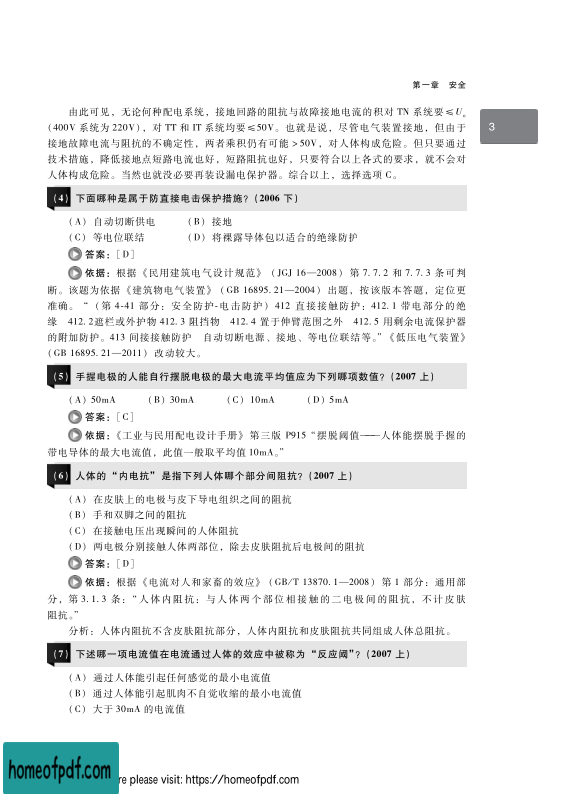 第一章　安全
3
由此可见，无论何种配电系统，接地回路的阻抗与故障接地电流的积对 TN 系统要≤Uo
(400V 系统为 220V)，对 TT 和 IT 系统均要≤50V。也就是说，尽管电气装置接地，但由于
接地故障电流与阻抗的不确定性，两者乘积仍有可能＞50V，对人体构成危险。但只要通过
技术措施，降低接地点短路电流也好，短路阻抗也好，只要符合以上各式的要求，就不会对
人体构成危险。当然也就没必要再装设漏电保护器。综合以上，选择选项 C。
(4) 下面哪种是属于防直接电击保护措施？(2006 下)
(A) 自动切断供电　　(B) 接地
(C) 等电位联结　　(D) 将裸露导体包以适合的绝缘防护
答案：[D]
依据：根据《民用建筑电气设计规范》(JGJ 16—2008) 第 7.7.2 和 7.7.3 条可判
断。该题为依据《建筑物电气装置》(GB 16895.21—2004) 出题，按该版本答题，定位更
准确。“（第 4-41 部分：安全防护-电击防护）412 直接接触防护：412.1 带电部分的绝
缘　412.2遮栏或外护物 412.3 阻挡物　412.4 置于伸臂范围之外　412.5 用剩余电流保护器
的附加防护。413 间接接触防护　自动切断电源、接地、等电位联结等。”《低压电气装置》
(GB 16895.21—2011) 改动较大。
(5) 手握电极的人能自行摆脱电极的最大电流平均值应为下列哪项数值？(2007 上)
(A) 50mA　　(B) 30mA　　(C) 10mA　　(D) 5mA
答案：[C]
依据：《工业与民用配电设计手册》第三版 P915“摆脱阈值——人体能摆脱手握的
带电导体的最大电流值，此值一般取平均值 10mA。”
(6) 人体的“内电抗”是指下列人体哪个部分间阻抗？(2007 上)
(A) 在皮肤上的电极与皮下导电组织之间的阻抗
(B) 手和双脚之间的阻抗
(C) 在接触电压出现瞬间的人体阻抗
(D) 两电极分别接触人体两部位，除去皮肤阻抗后电极间的阻抗
答案：[D]
依据：根据《电流对人和家畜的效应》(GB/T 13870.1—2008) 第 1 部分：通用部
分，第 3.1.3 条：“人体内阻抗：与人体两个部位相接触的二电极间的阻抗，不计皮肤
阻抗。”
分析：人体内阻抗不含皮肤阻抗部分，人体内阻抗和皮肤阻抗共同组成人体总阻抗。
(7) 下述哪一项电流值在电流通过人体的效应中被称为“反应阈”？(2007 上)
(A) 通过人体能引起任何感觉的最小电流值
(B) 通过人体能引起肌肉不自觉收缩的最小电流值
(C) 大于 30mA 的电流值
homeofpdf.com
re please visit: https://homeofpdf.com